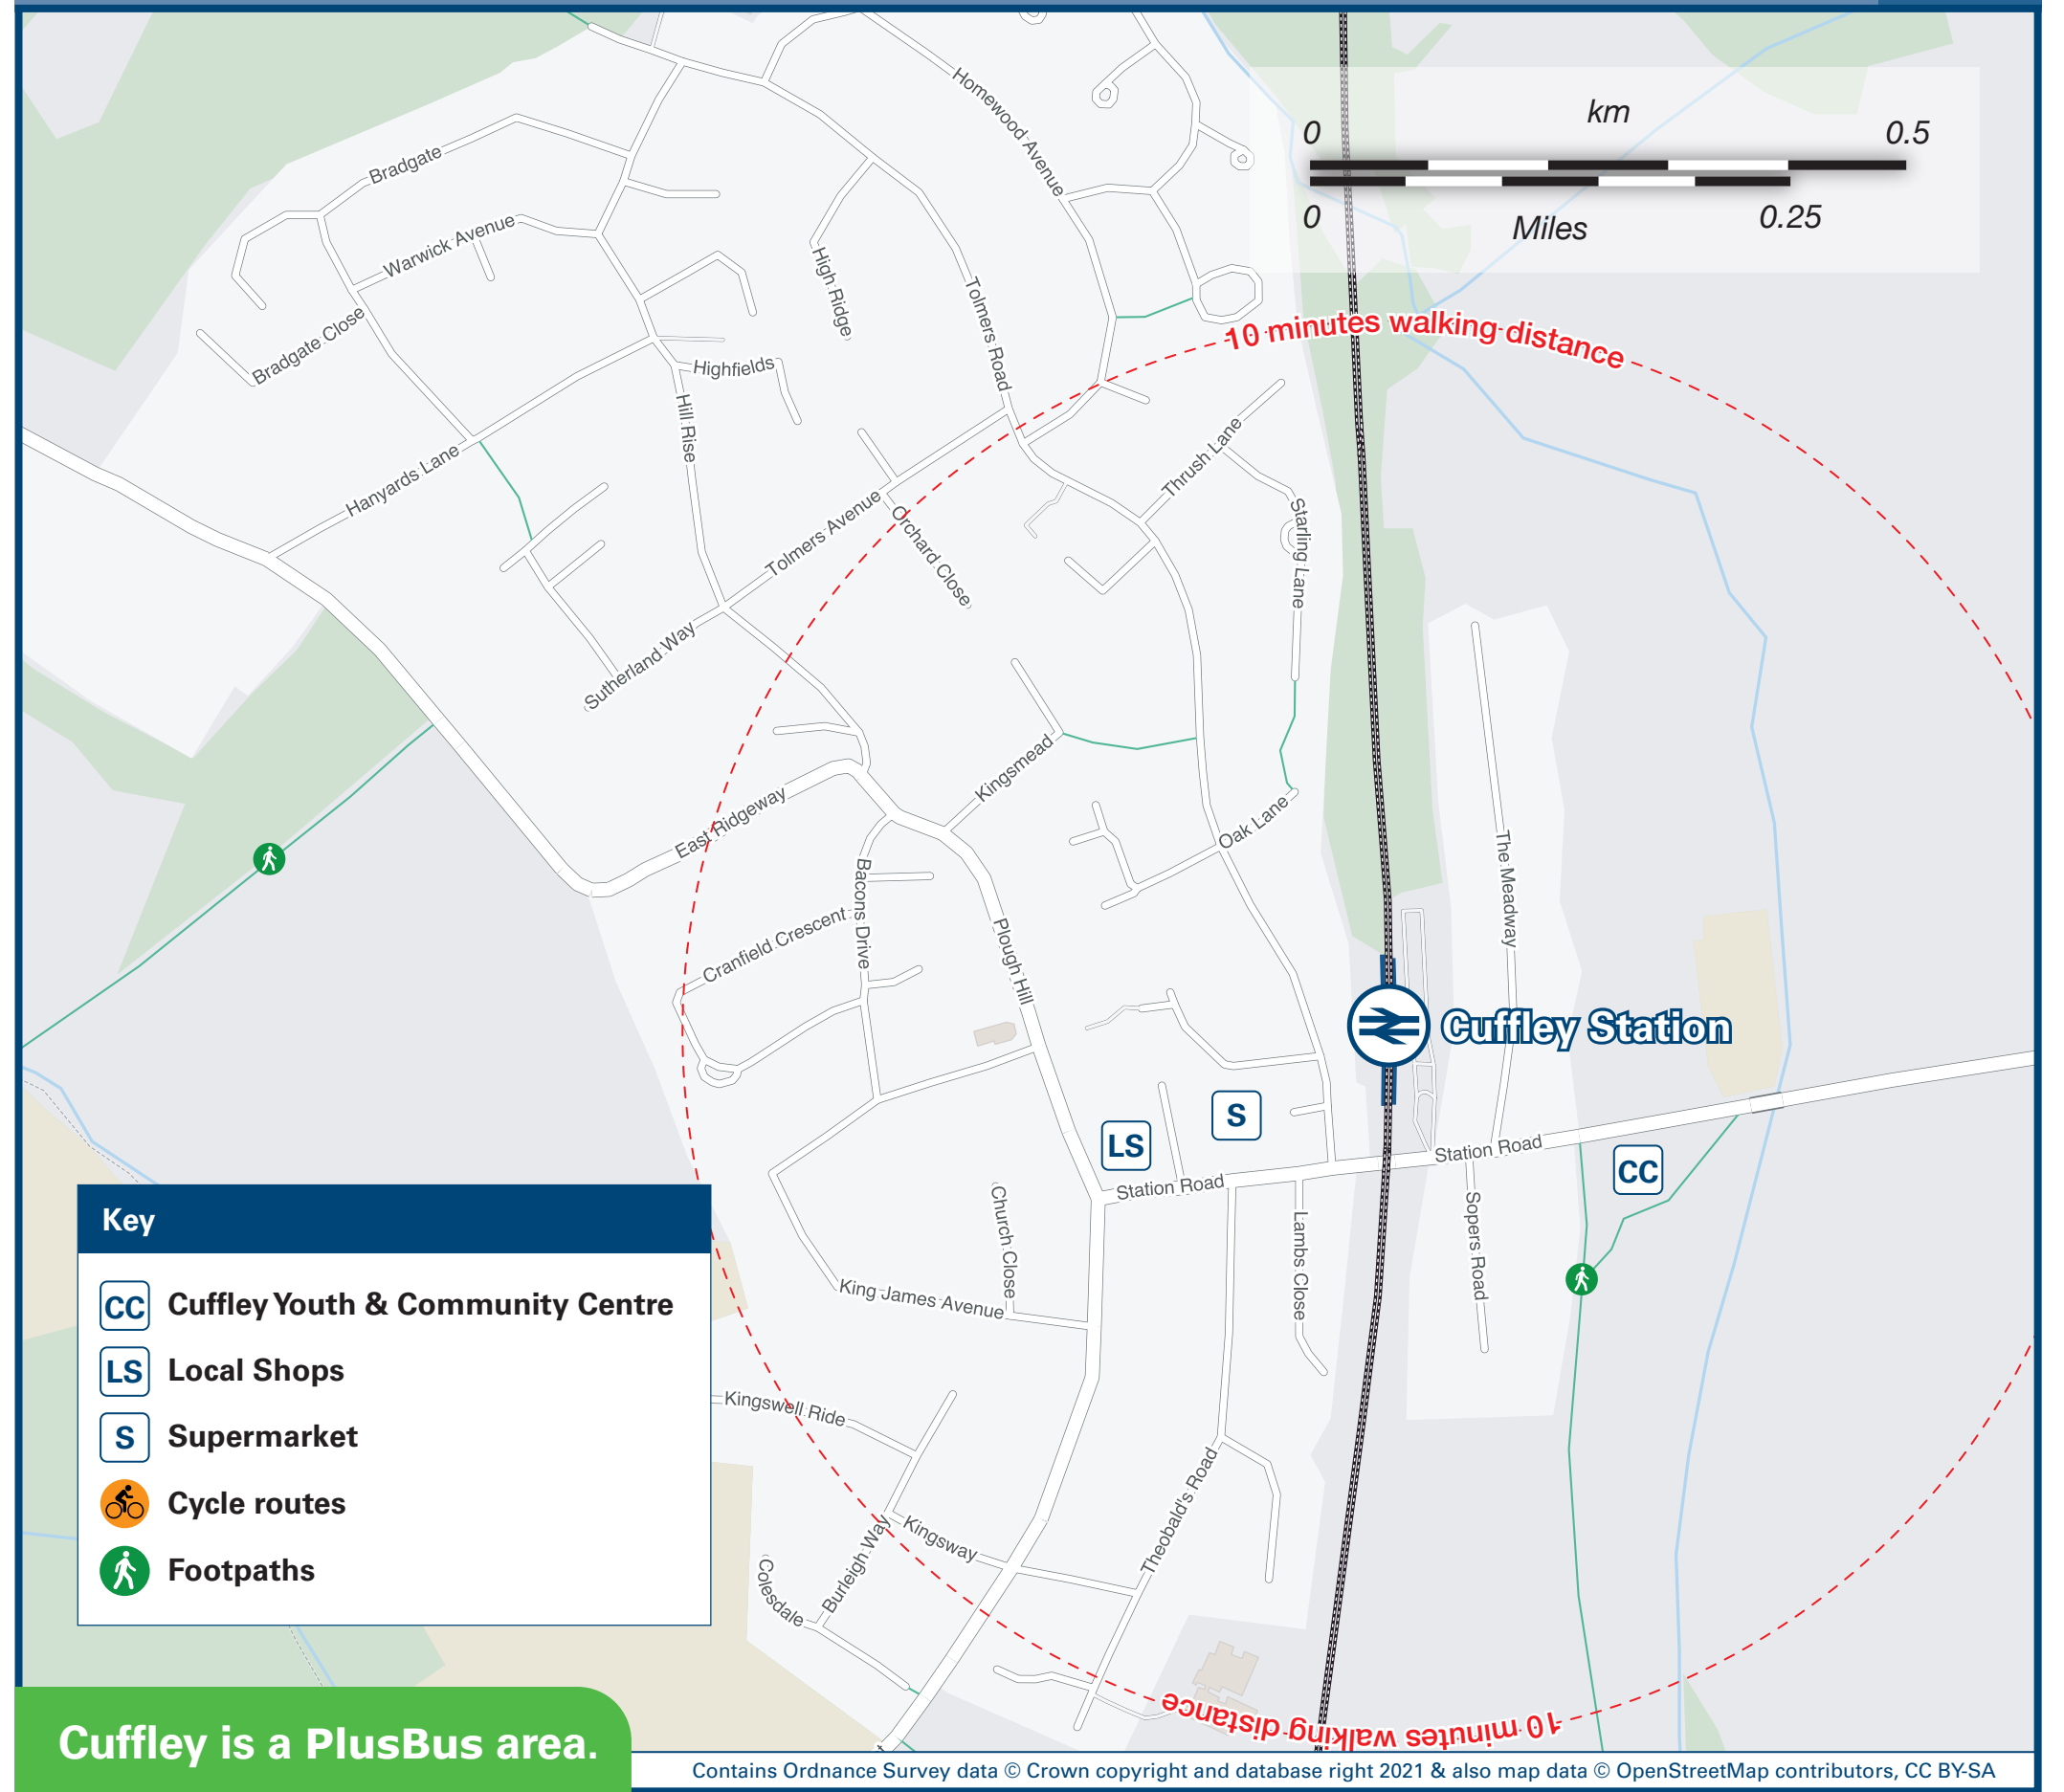 Homewood Avenue
km
0
0.5
0
Miles
0.25
Bradgate
Warwick Avenue
High Ridge
Tolmers Road
Bradgate Close
10 minutes walking distance
Highfields
Hill Rise
Hanyards Lane
Thrush Lane
Tolmers Avenue
Orchard Close
Starling Lane
Sutherland Way
Kingsmead
East Ridgeway
Oak Lane
The Meadway
Bacons Drive
Cranfield Crescent
Plough Hill
Cuffley Station
S
LS
Station Road
CC
Station Road
Church Close
Lambs Close
Sopers Road
King James Avenue
Kingswell Ride
Kingsway
Theobald's Road
Burleigh Way
Colesdale
10 minutes walking distance
Key
CC Cuffley Youth & Community Centre
LS Local Shops
S Supermarket
Cycle routes
Footpaths
Cuffley is a PlusBus area.
Contains Ordnance Survey data © Crown copyright and database right 2021 & also map data © OpenStreetMap contributors, CC BY-SA